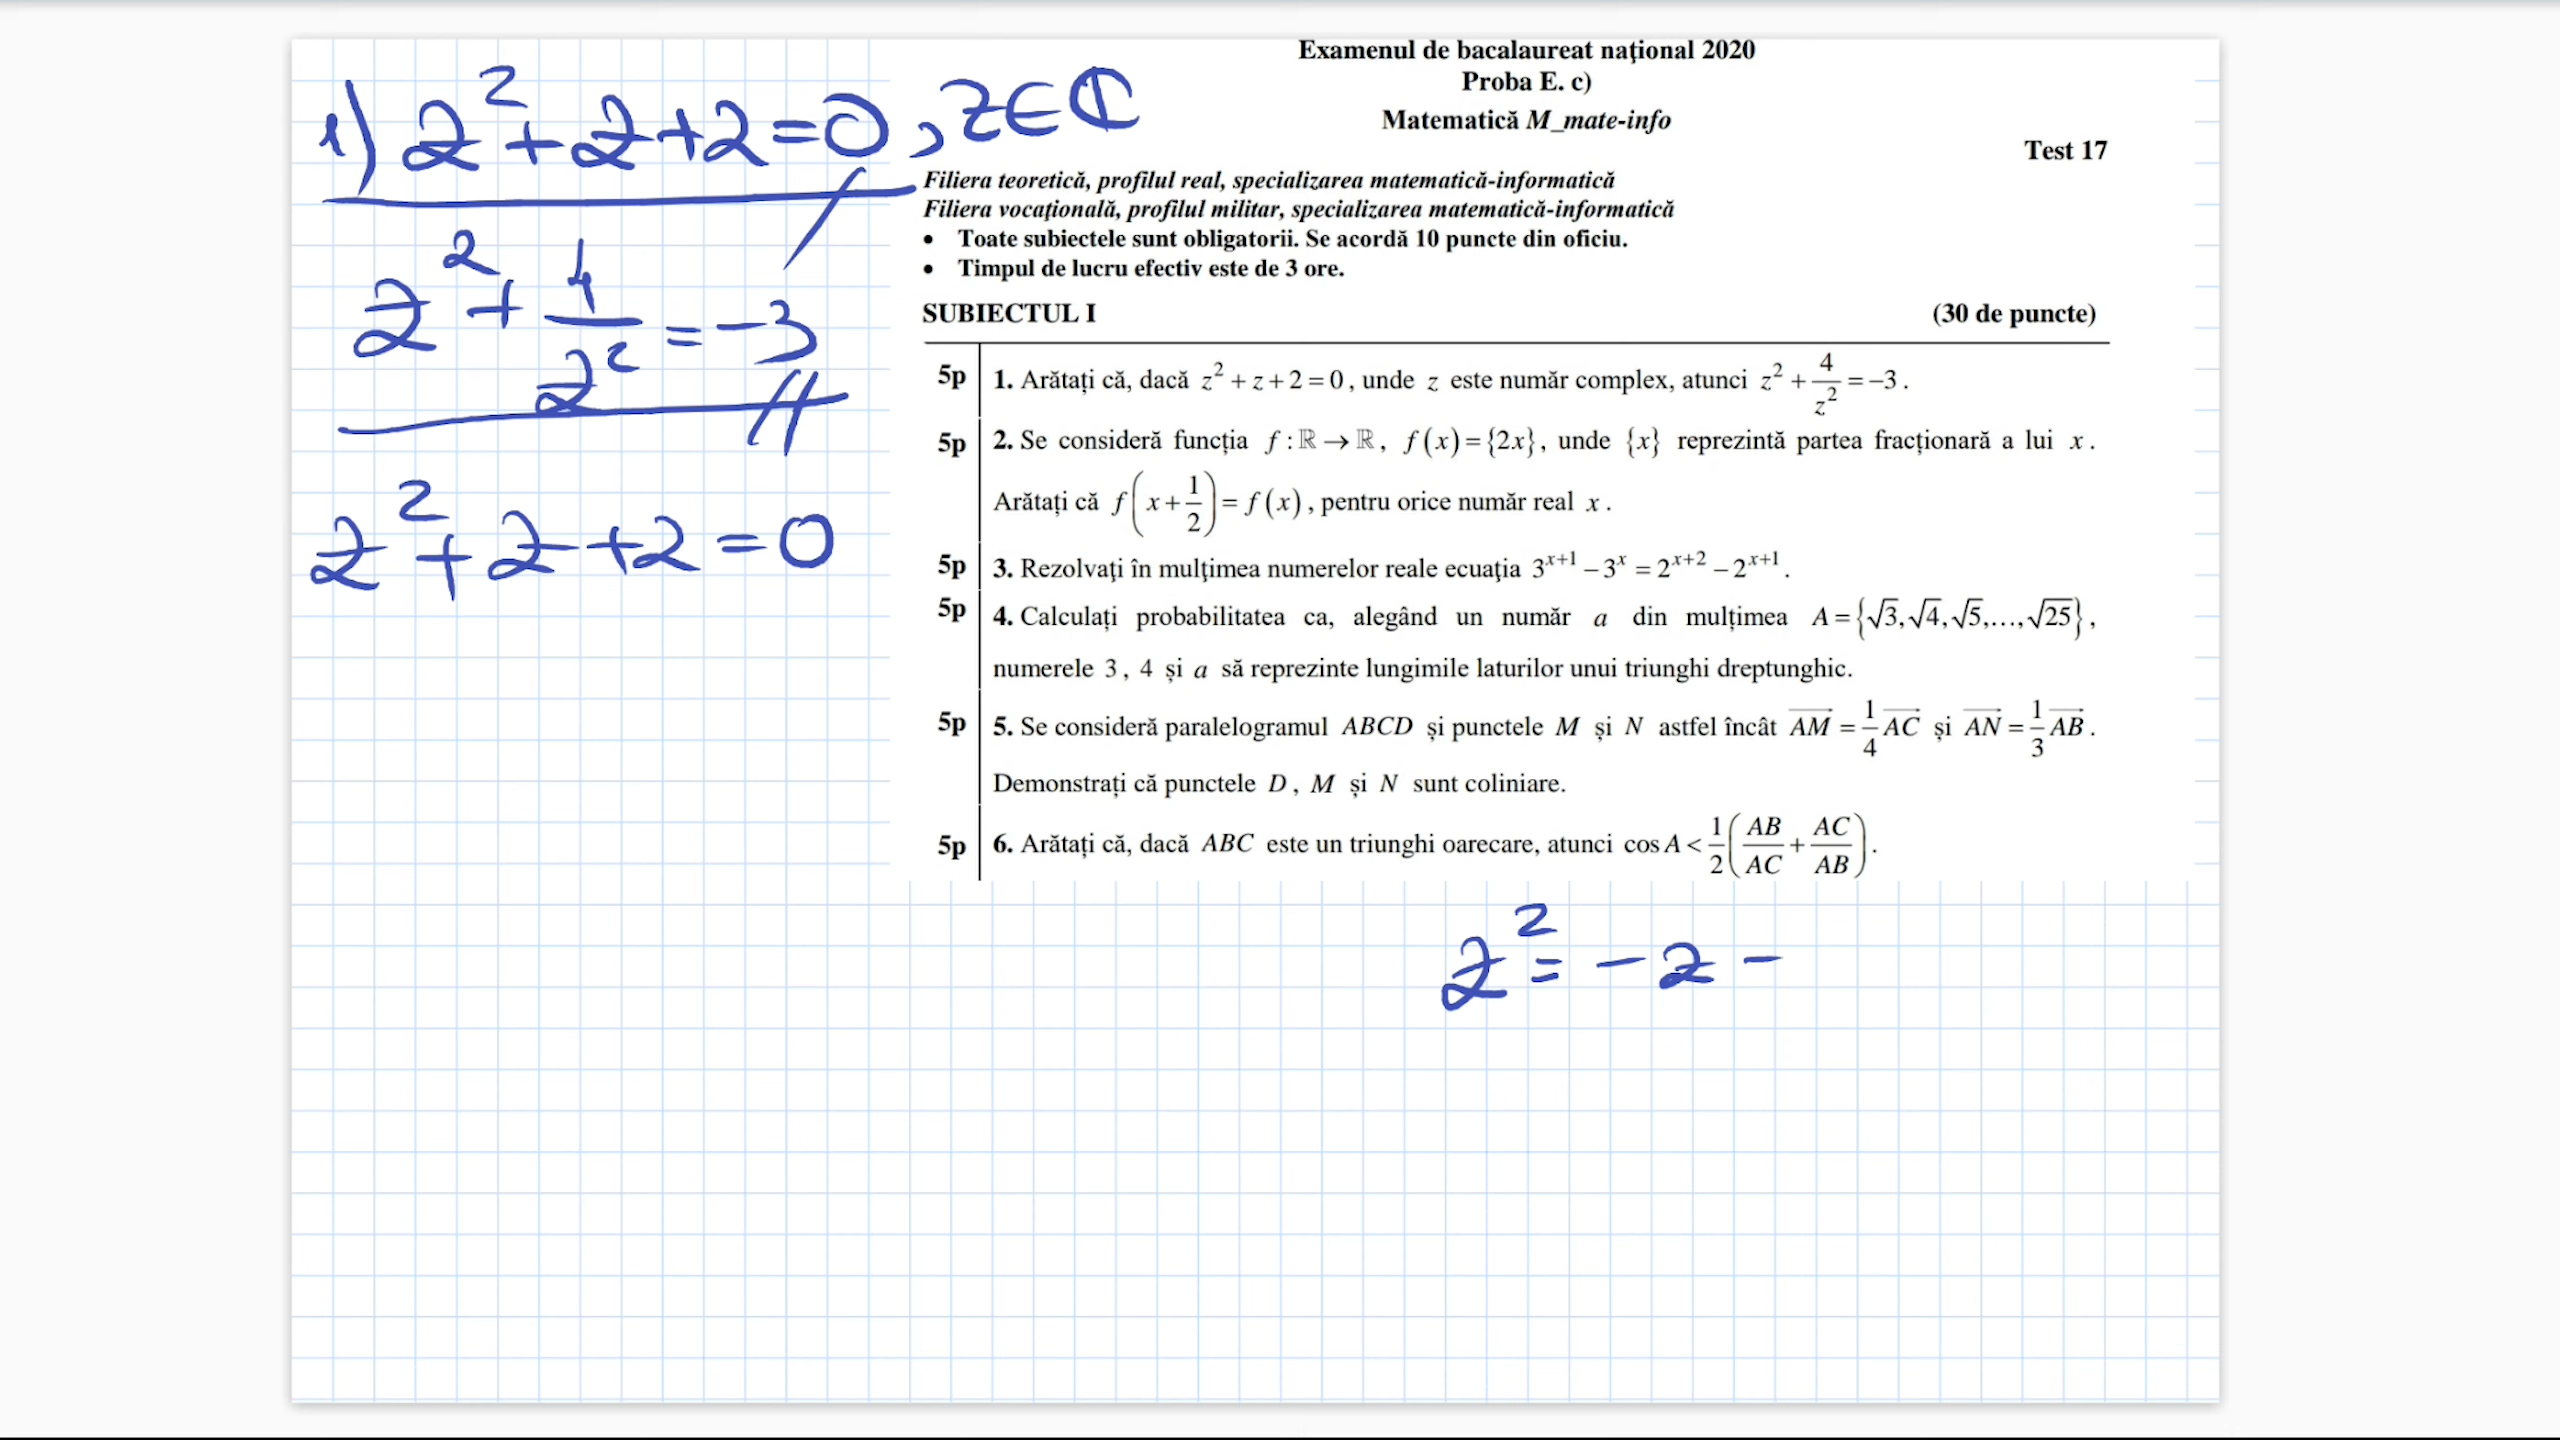 1) z² + z + 2 = 0, z ∈ ℂ
z² + 4/z² = -3
z² + z + 2 = 0
Examenul de bacalaureat naţional 2020
Proba E. c)
Matematică M_mate-info
Test 17
Filiera teoretică, profilul real, specializarea matematică-informatică
Filiera vocaţională, profilul militar, specializarea matematică-informatică
• Toate subiectele sunt obligatorii. Se acordă 10 puncte din oficiu.
• Timpul de lucru efectiv este de 3 ore.
SUBIECTUL I (30 de puncte)
5p 1. Arătați că, dacă z² + z + 2 = 0, unde z este număr complex, atunci z² + 4/z² = −3.
5p 2. Se consideră funcția f : ℝ → ℝ, f(x) = {2x}, unde {x} reprezintă partea fracționară a lui x.
Arătați că f(x + 1/2) = f(x), pentru orice număr real x.
5p 3. Rezolvaţi în mulţimea numerelor reale ecuaţia 3^(x+1) − 3^x = 2^(x+2) − 2^(x+1).
5p 4. Calculați probabilitatea ca, alegând un număr a din mulțimea A = {√3, √4, √5, …, √25},
numerele 3, 4 și a să reprezinte lungimile laturilor unui triunghi dreptunghic.
5p 5. Se consideră paralelogramul ABCD și punctele M și N astfel încât AM⃗ = 1/4 AC⃗ și AN⃗ = 1/3 AB⃗.
Demonstrați că punctele D, M și N sunt coliniare.
5p 6. Arătați că, dacă ABC este un triunghi oarecare, atunci cos A < 1/2 (AB/AC + AC/AB).
z² = - z -